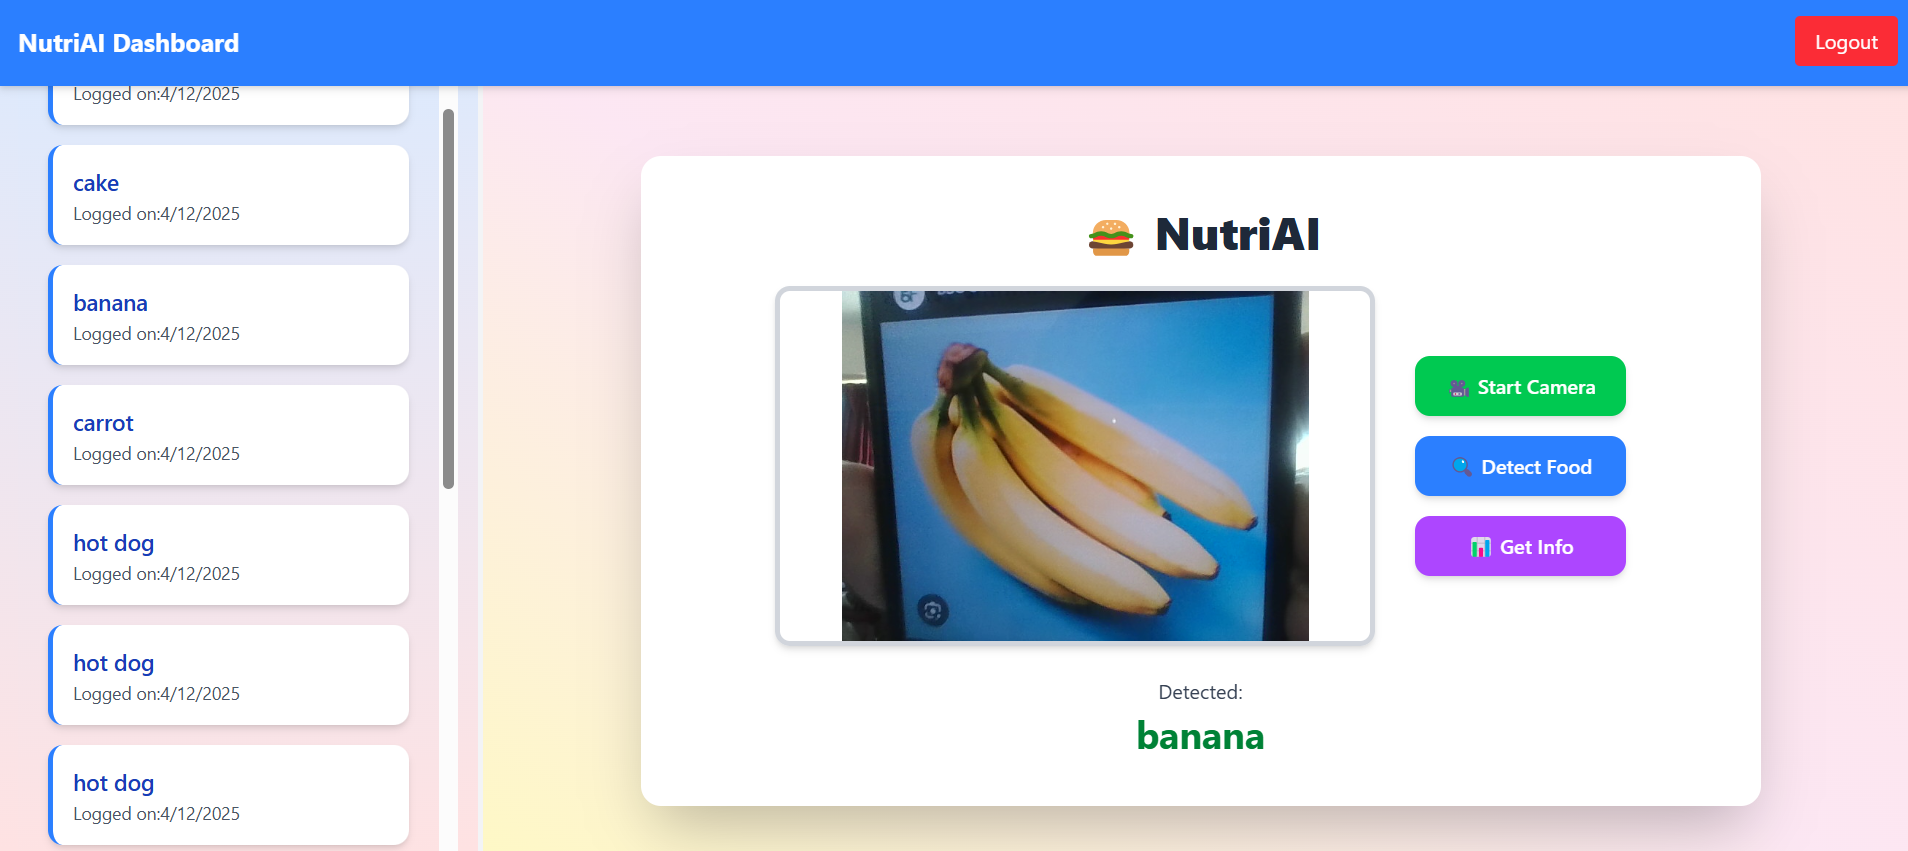 NutriAI Dashboard
Logout
Logged on:4/12/2025
cake
Logged on:4/12/2025
banana
Logged on:4/12/2025
carrot
Logged on:4/12/2025
hot dog
Logged on:4/12/2025
hot dog
Logged on:4/12/2025
hot dog
Logged on:4/12/2025
NutriAI
Start Camera
Detect Food
Get Info
Detected:
banana